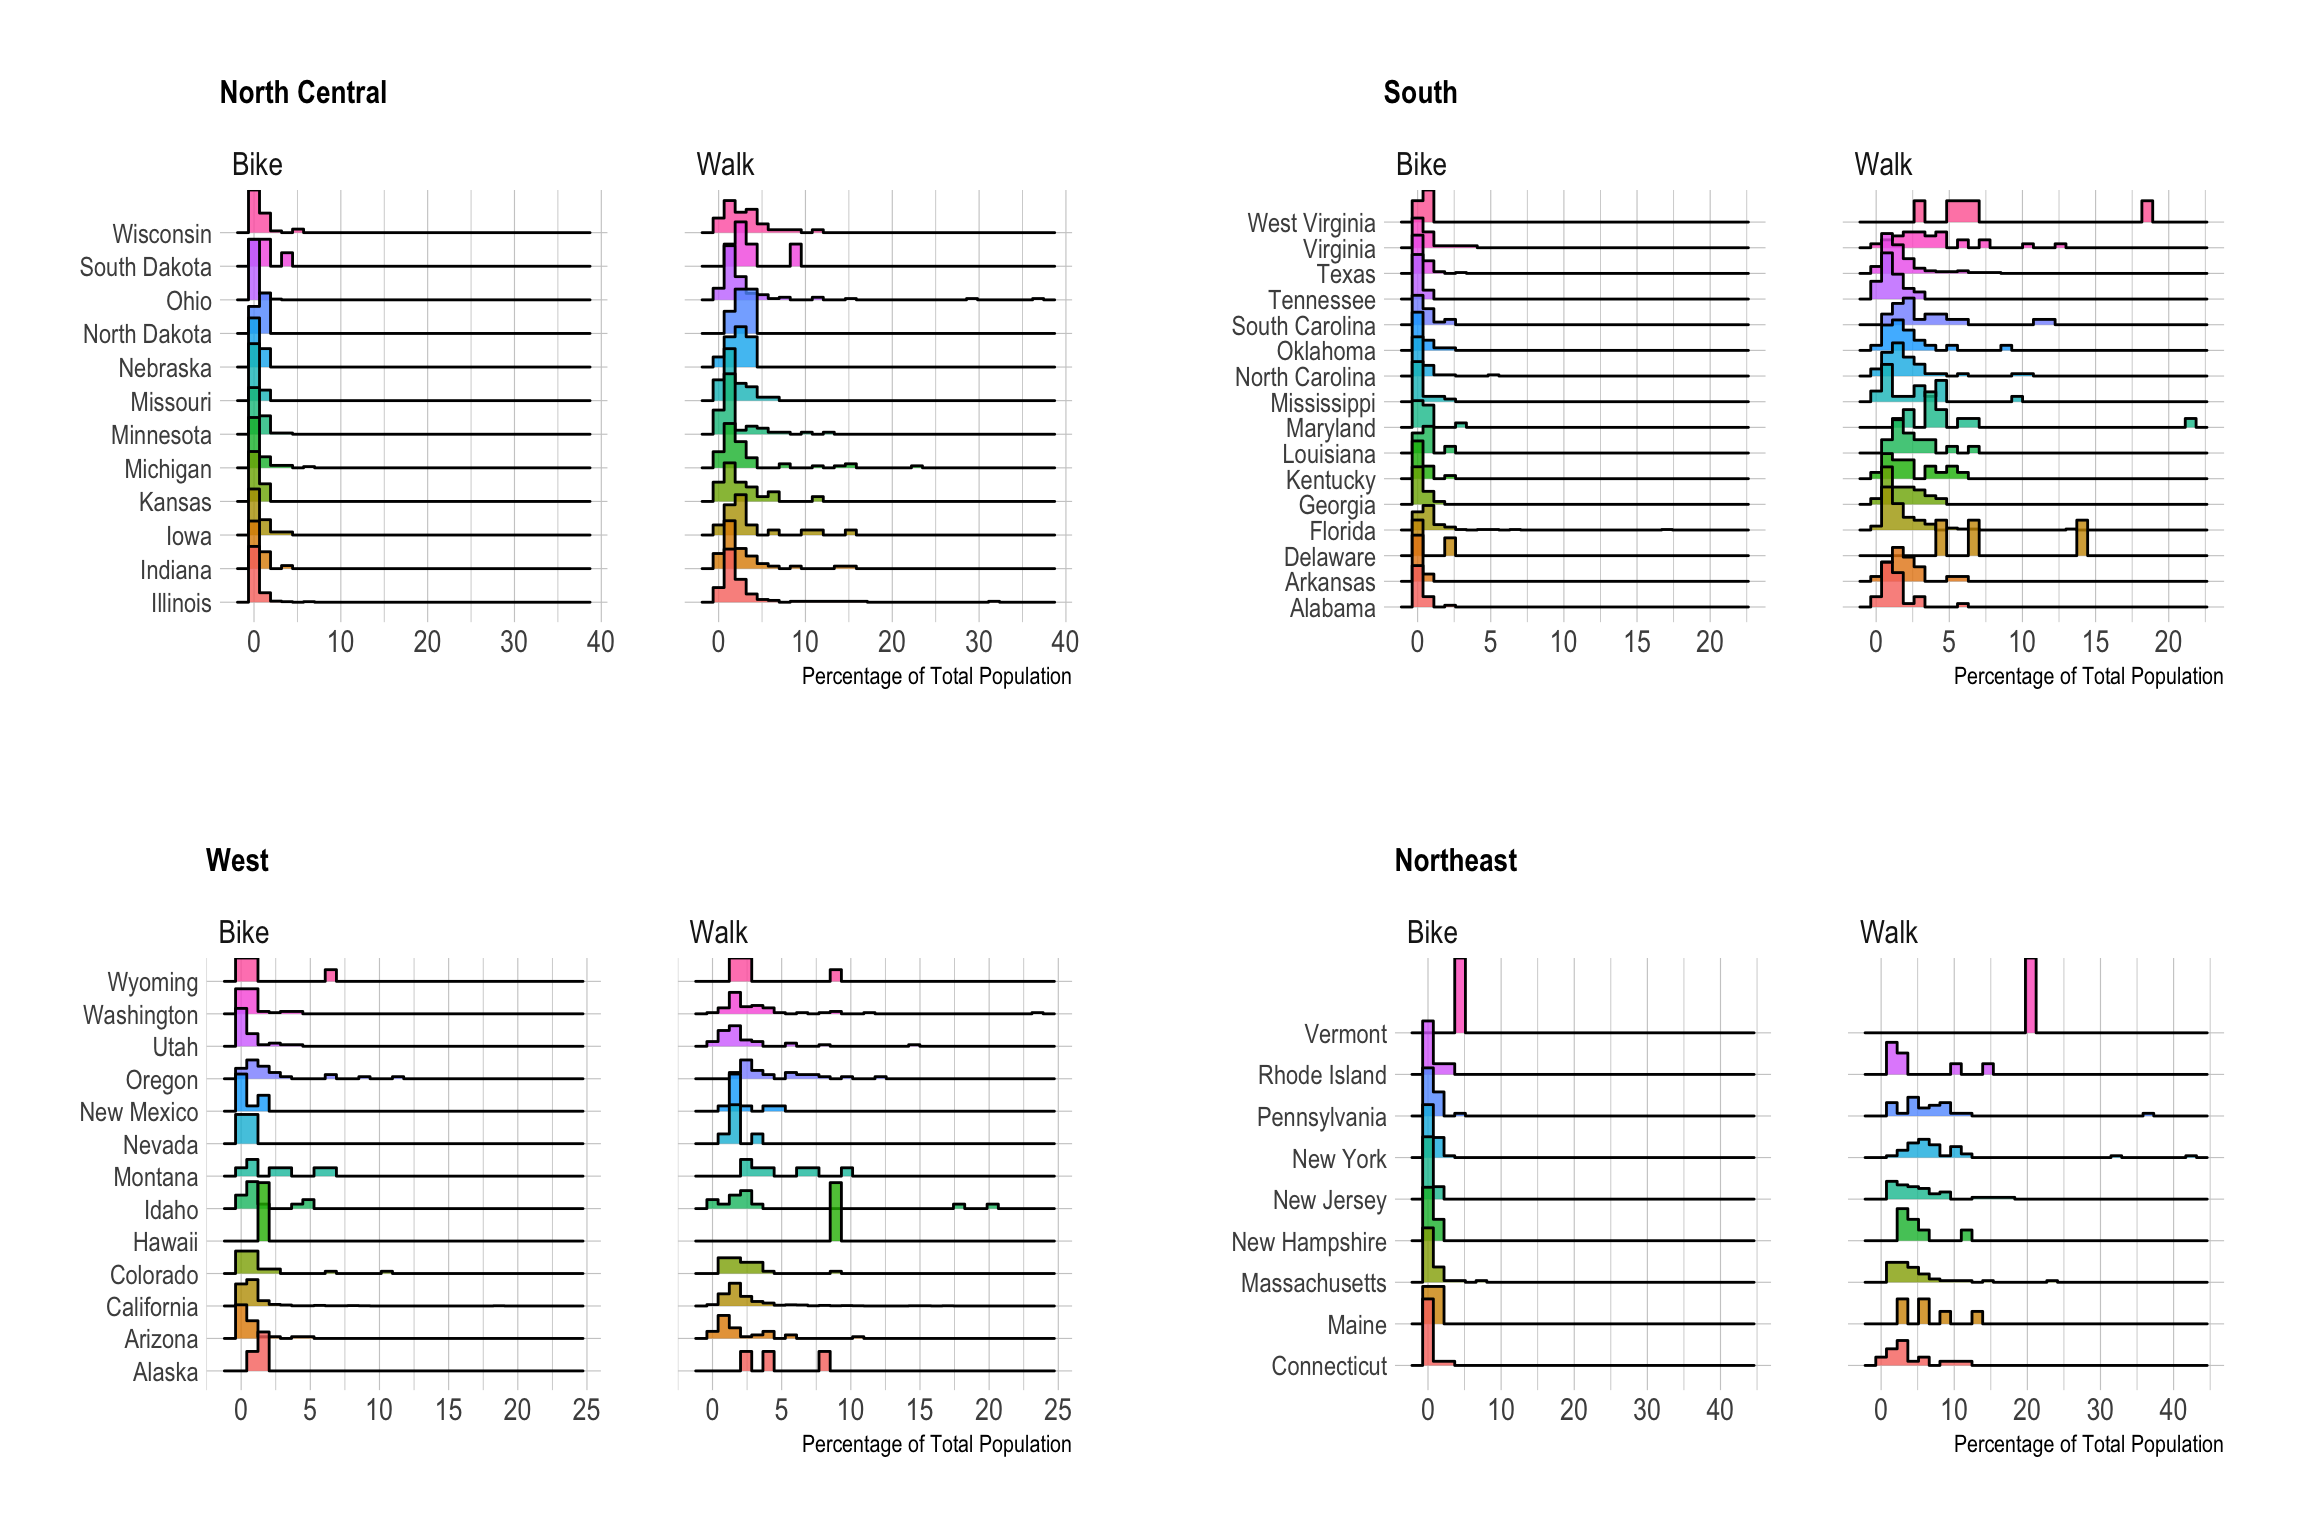 North Central
Bike
Walk
Wisconsin
South Dakota
Ohio
North Dakota
Nebraska
Missouri
Minnesota
Michigan
Kansas
Iowa
Indiana
Illinois
0 10 20 30 40
0 10 20 30 40
Percentage of Total Population
South
Bike
Walk
West Virginia
Virginia
Texas
Tennessee
South Carolina
Oklahoma
North Carolina
Mississippi
Maryland
Louisiana
Kentucky
Georgia
Florida
Delaware
Arkansas
Alabama
0 5 10 15 20
0 5 10 15 20
Percentage of Total Population
West
Bike
Walk
Wyoming
Washington
Utah
Oregon
New Mexico
Nevada
Montana
Idaho
Hawaii
Colorado
California
Arizona
Alaska
0 5 10 15 20 25
0 5 10 15 20 25
Percentage of Total Population
Northeast
Bike
Walk
Vermont
Rhode Island
Pennsylvania
New York
New Jersey
New Hampshire
Massachusetts
Maine
Connecticut
0 10 20 30 40
0 10 20 30 40
Percentage of Total Population